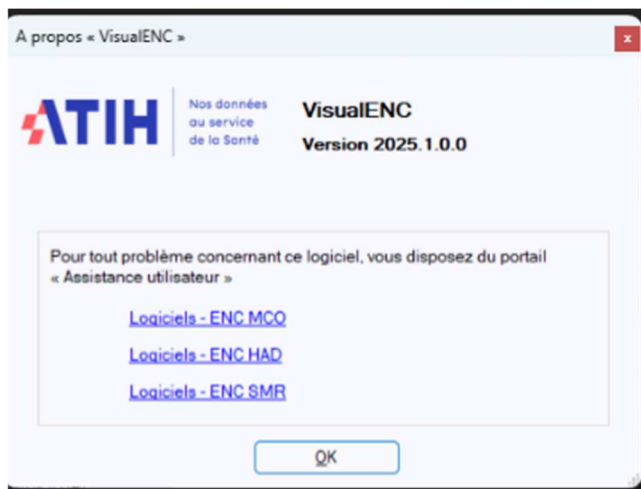 A propos « VisualENC »
x
ATIH
Nos données
au service
de la Santé
VisualENC
Version 2025.1.0.0
Pour tout problème concernant ce logiciel, vous disposez du portail
« Assistance utilisateur »
Logiciels - ENC MCO
Logiciels - ENC HAD
Logiciels - ENC SMR
OK